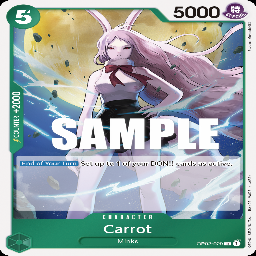 5
5000
COUNTER +2000
SAMPLE
End of Your Turn Set up to 1 of your DON!! cards as active.
CHARACTER
Carrot
Minks